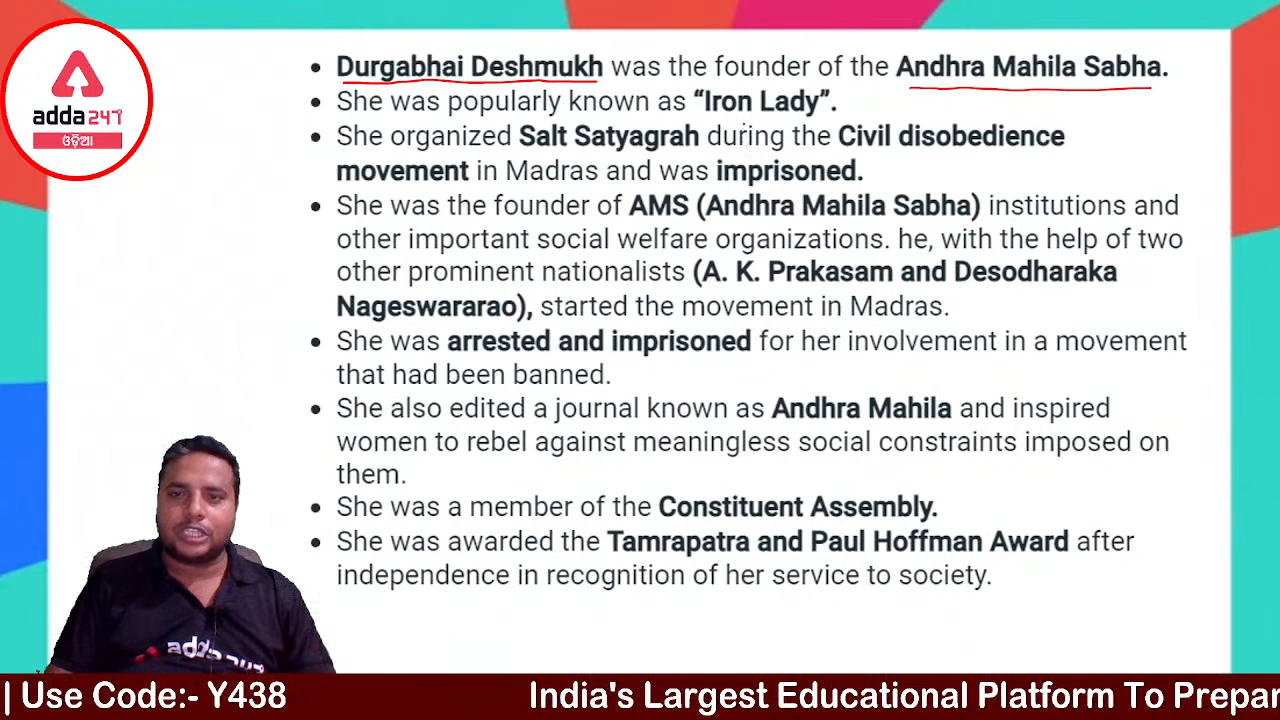 adda247
ଓଡ଼ିଆ
• Durgabhai Deshmukh was the founder of the Andhra Mahila Sabha.
• She was popularly known as “Iron Lady”.
• She organized Salt Satyagrah during the Civil disobedience
movement in Madras and was imprisoned.
• She was the founder of AMS (Andhra Mahila Sabha) institutions and
other important social welfare organizations. he, with the help of two
other prominent nationalists (A. K. Prakasam and Desodharaka
Nageswararao), started the movement in Madras.
• She was arrested and imprisoned for her involvement in a movement
that had been banned.
• She also edited a journal known as Andhra Mahila and inspired
women to rebel against meaningless social constraints imposed on
them.
• She was a member of the Constituent Assembly.
• She was awarded the Tamrapatra and Paul Hoffman Award after
independence in recognition of her service to society.
adda247
| Use Code:- Y438 India's Largest Educational Platform To Prepar